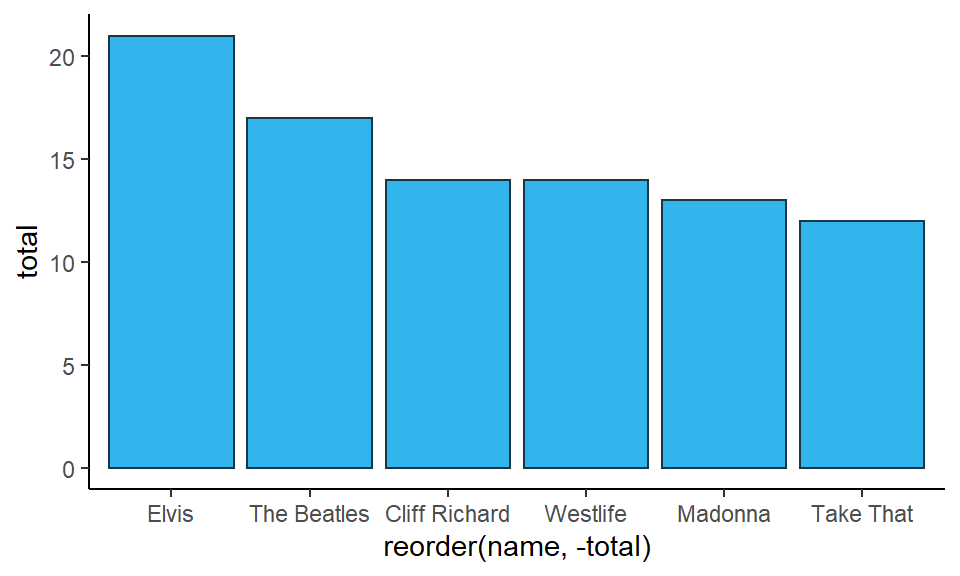 20
15
10
5
0
total
Elvis
The Beatles
Cliff Richard
Westlife
Madonna
Take That
reorder(name, -total)